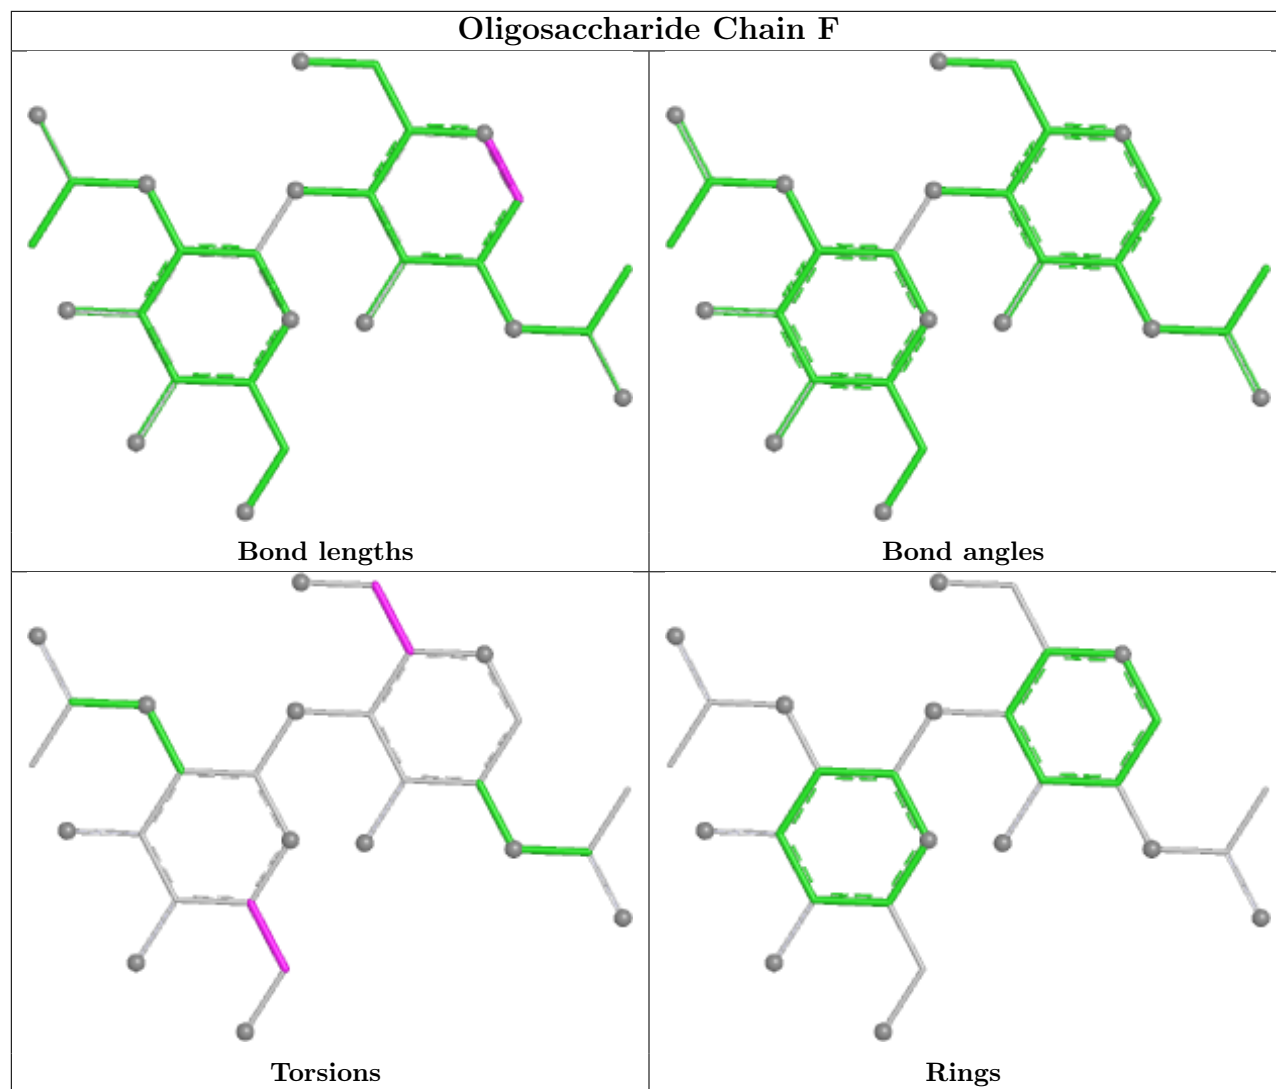 Oligosaccharide Chain F
Bond lengths
Bond angles
Torsions
Rings